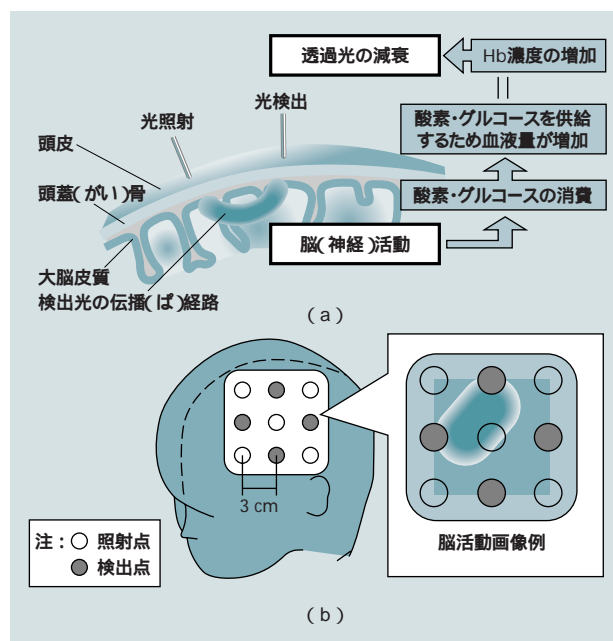 透過光の減衰
Hb濃度の増加
酸素・グルコースを供給
するため血液量が増加
酸素・グルコースの消費
脳(神経)活動
光検出
光照射
頭皮
頭蓋(がい)骨
大脳皮質
検出光の伝播(ぱ)経路
(a)
3 cm
注:○ 照射点
● 検出点
脳活動画像例
(b)